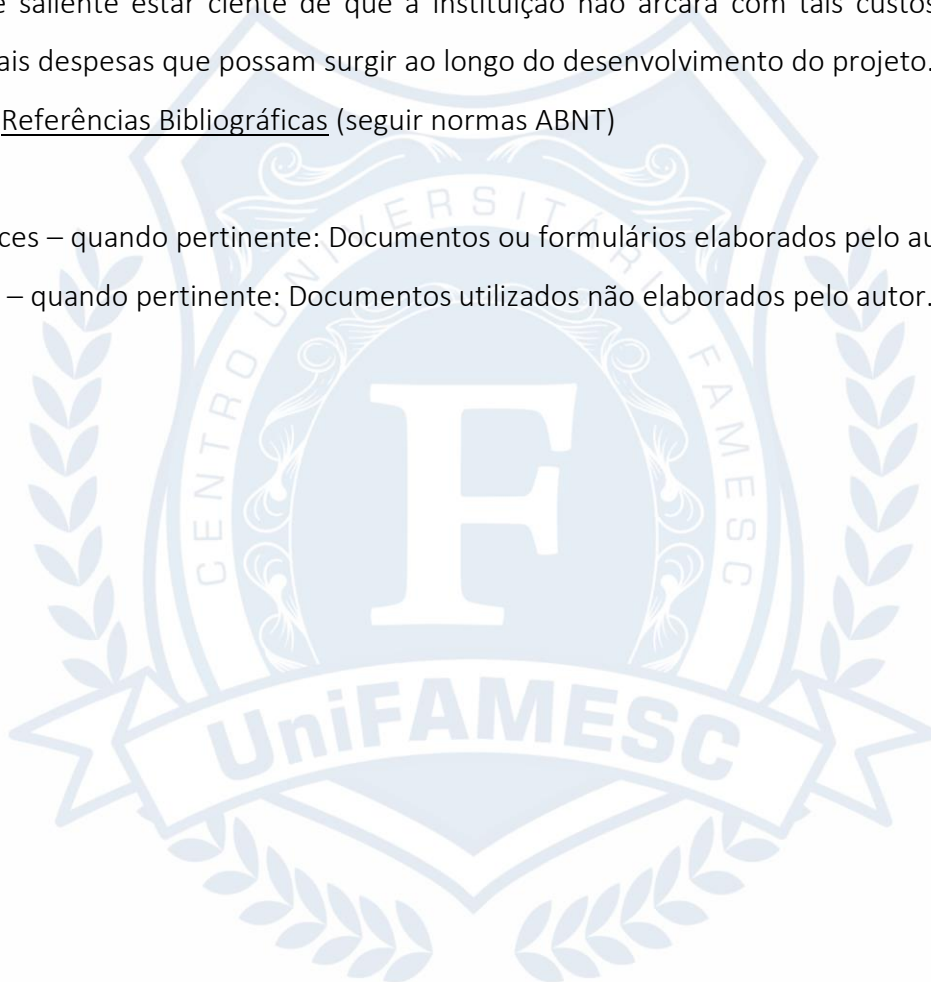 e saliente estar ciente de que a instituição não arcará com tais custos
ais despesas que possam surgir ao longo do desenvolvimento do projeto.
Referências Bibliográficas (seguir normas ABNT)
ces – quando pertinente: Documentos ou formulários elaborados pelo au
– quando pertinente: Documentos utilizados não elaborados pelo autor.
CENTRO UNIVERSITÁRIO FAMESC
F
UniFAMESC